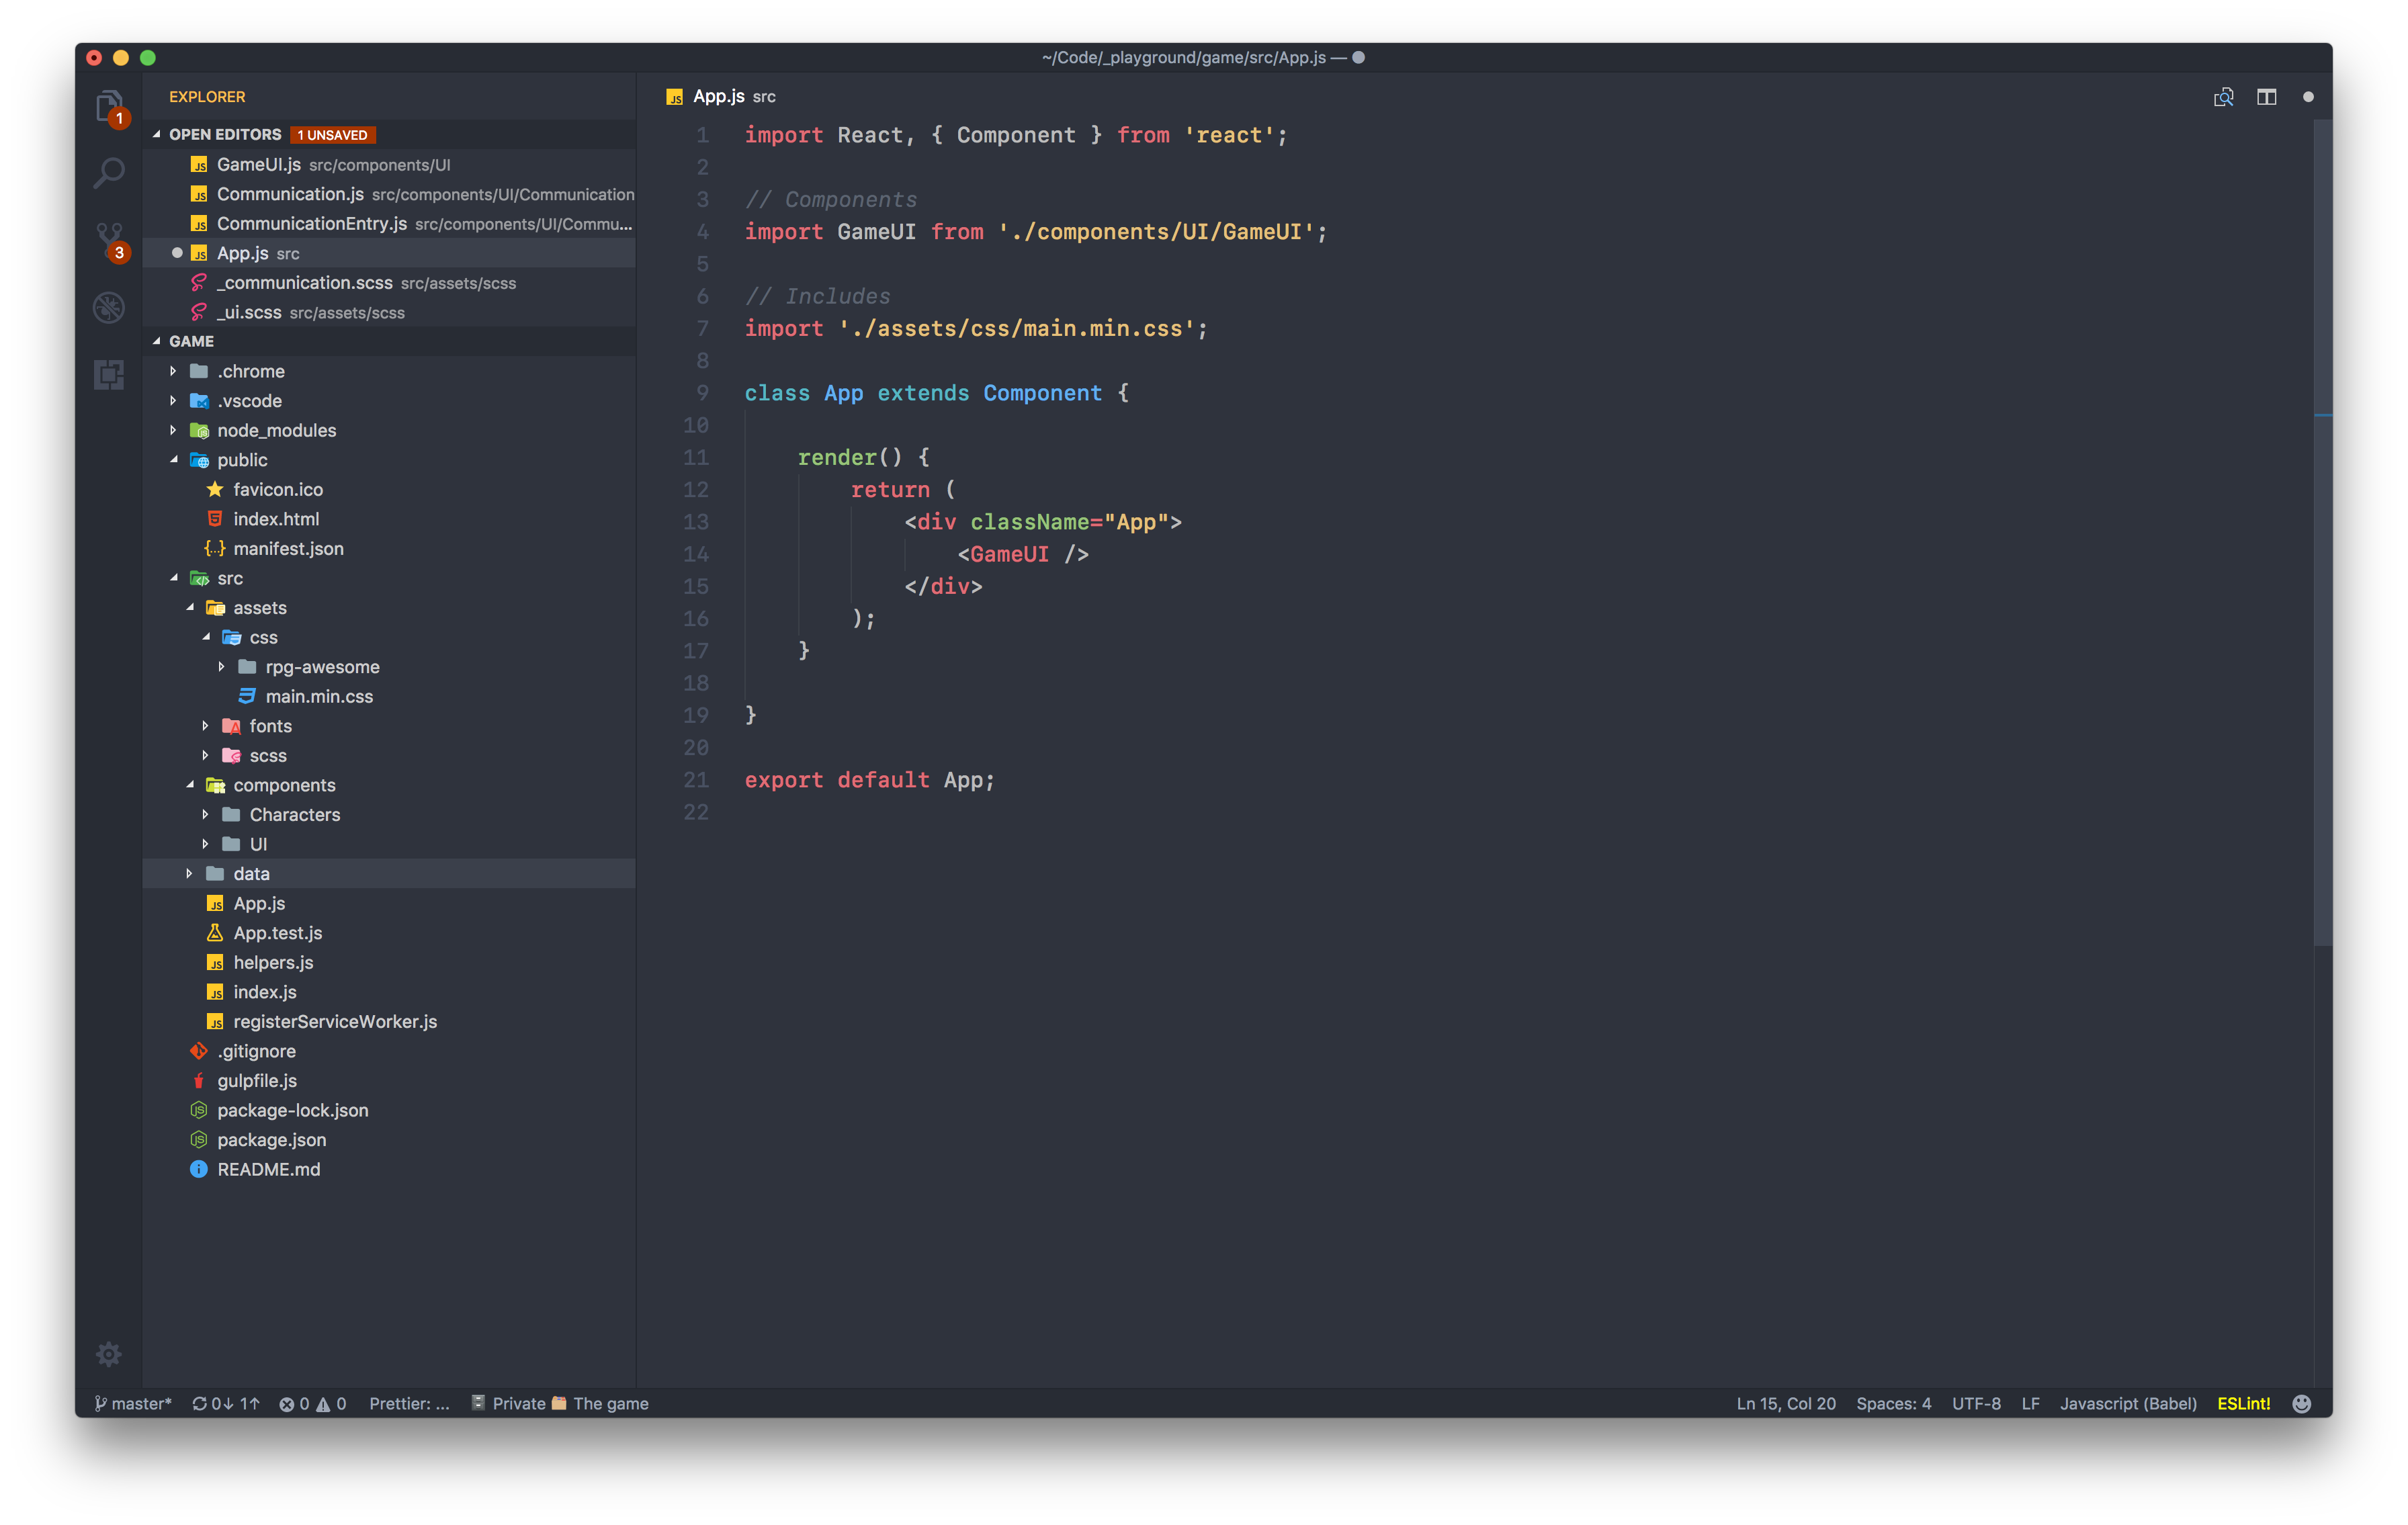 ~/Code/_playground/game/src/App.js — ●
EXPLORER
OPEN EDITORS 1 UNSAVED
GameUI.js src/components/UI
Communication.js src/components/UI/Communication
CommunicationEntry.js src/components/UI/Commu...
App.js src
_communication.scss src/assets/scss
_ui.scss src/assets/scss
GAME
.chrome
.vscode
node_modules
public
favicon.ico
index.html
manifest.json
src
assets
css
rpg-awesome
main.min.css
fonts
scss
components
Characters
UI
data
App.js
App.test.js
helpers.js
index.js
registerServiceWorker.js
.gitignore
gulpfile.js
package-lock.json
package.json
README.md
1
3
App.js src
1 import React, { Component } from 'react';
2
3 // Components
4 import GameUI from './components/UI/GameUI';
5
6 // Includes
7 import './assets/css/main.min.css';
8
9 class App extends Component {
10
11     render() {
12         return (
13             <div className="App">
14                 <GameUI />
15             </div>
16         );
17     }
18
19 }
20
21 export default App;
22
master* 0↓ 1↑ 0 0 Prettier: ... Private The game
Ln 15, Col 20 Spaces: 4 UTF-8 LF Javascript (Babel) ESLint!